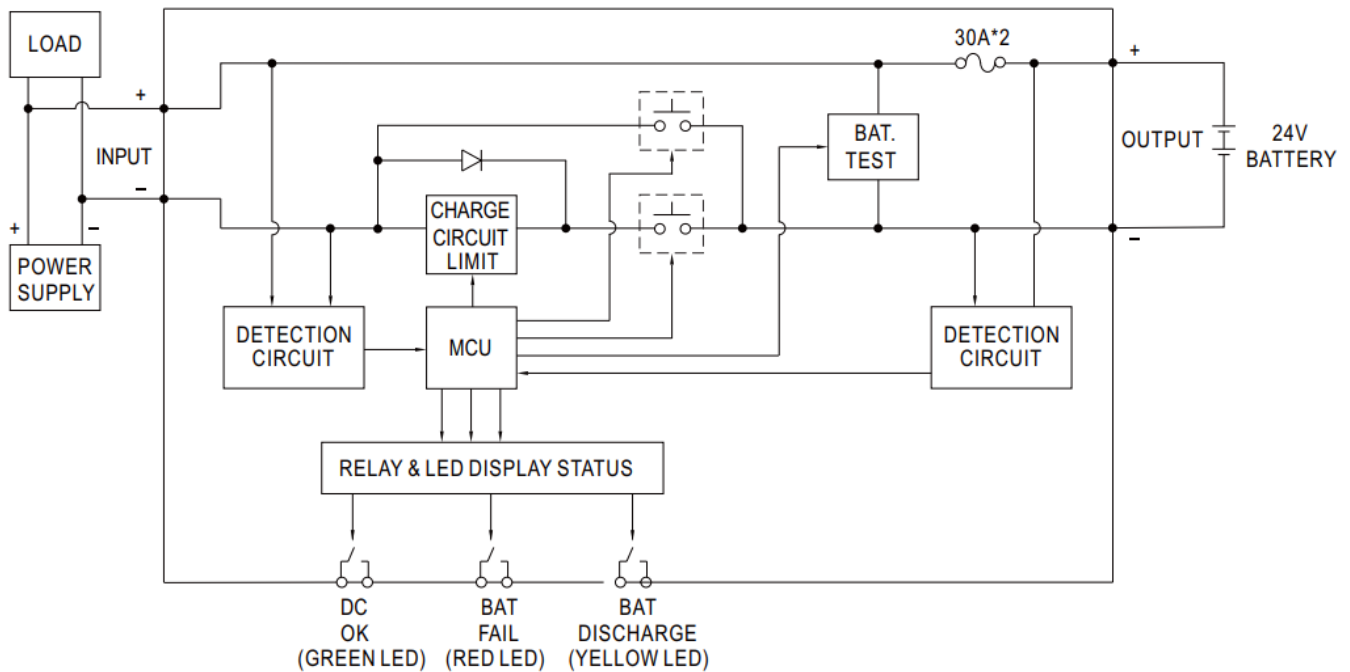 LOAD
30A*2
+
+
INPUT
BAT.
TEST
OUTPUT
24V
BATTERY
−
+
−
CHARGE
CIRCUIT
LIMIT
−
POWER
SUPPLY
DETECTION
CIRCUIT
MCU
DETECTION
CIRCUIT
RELAY & LED DISPLAY STATUS
DC
OK
(GREEN LED)
BAT
FAIL
(RED LED)
BAT
DISCHARGE
(YELLOW LED)